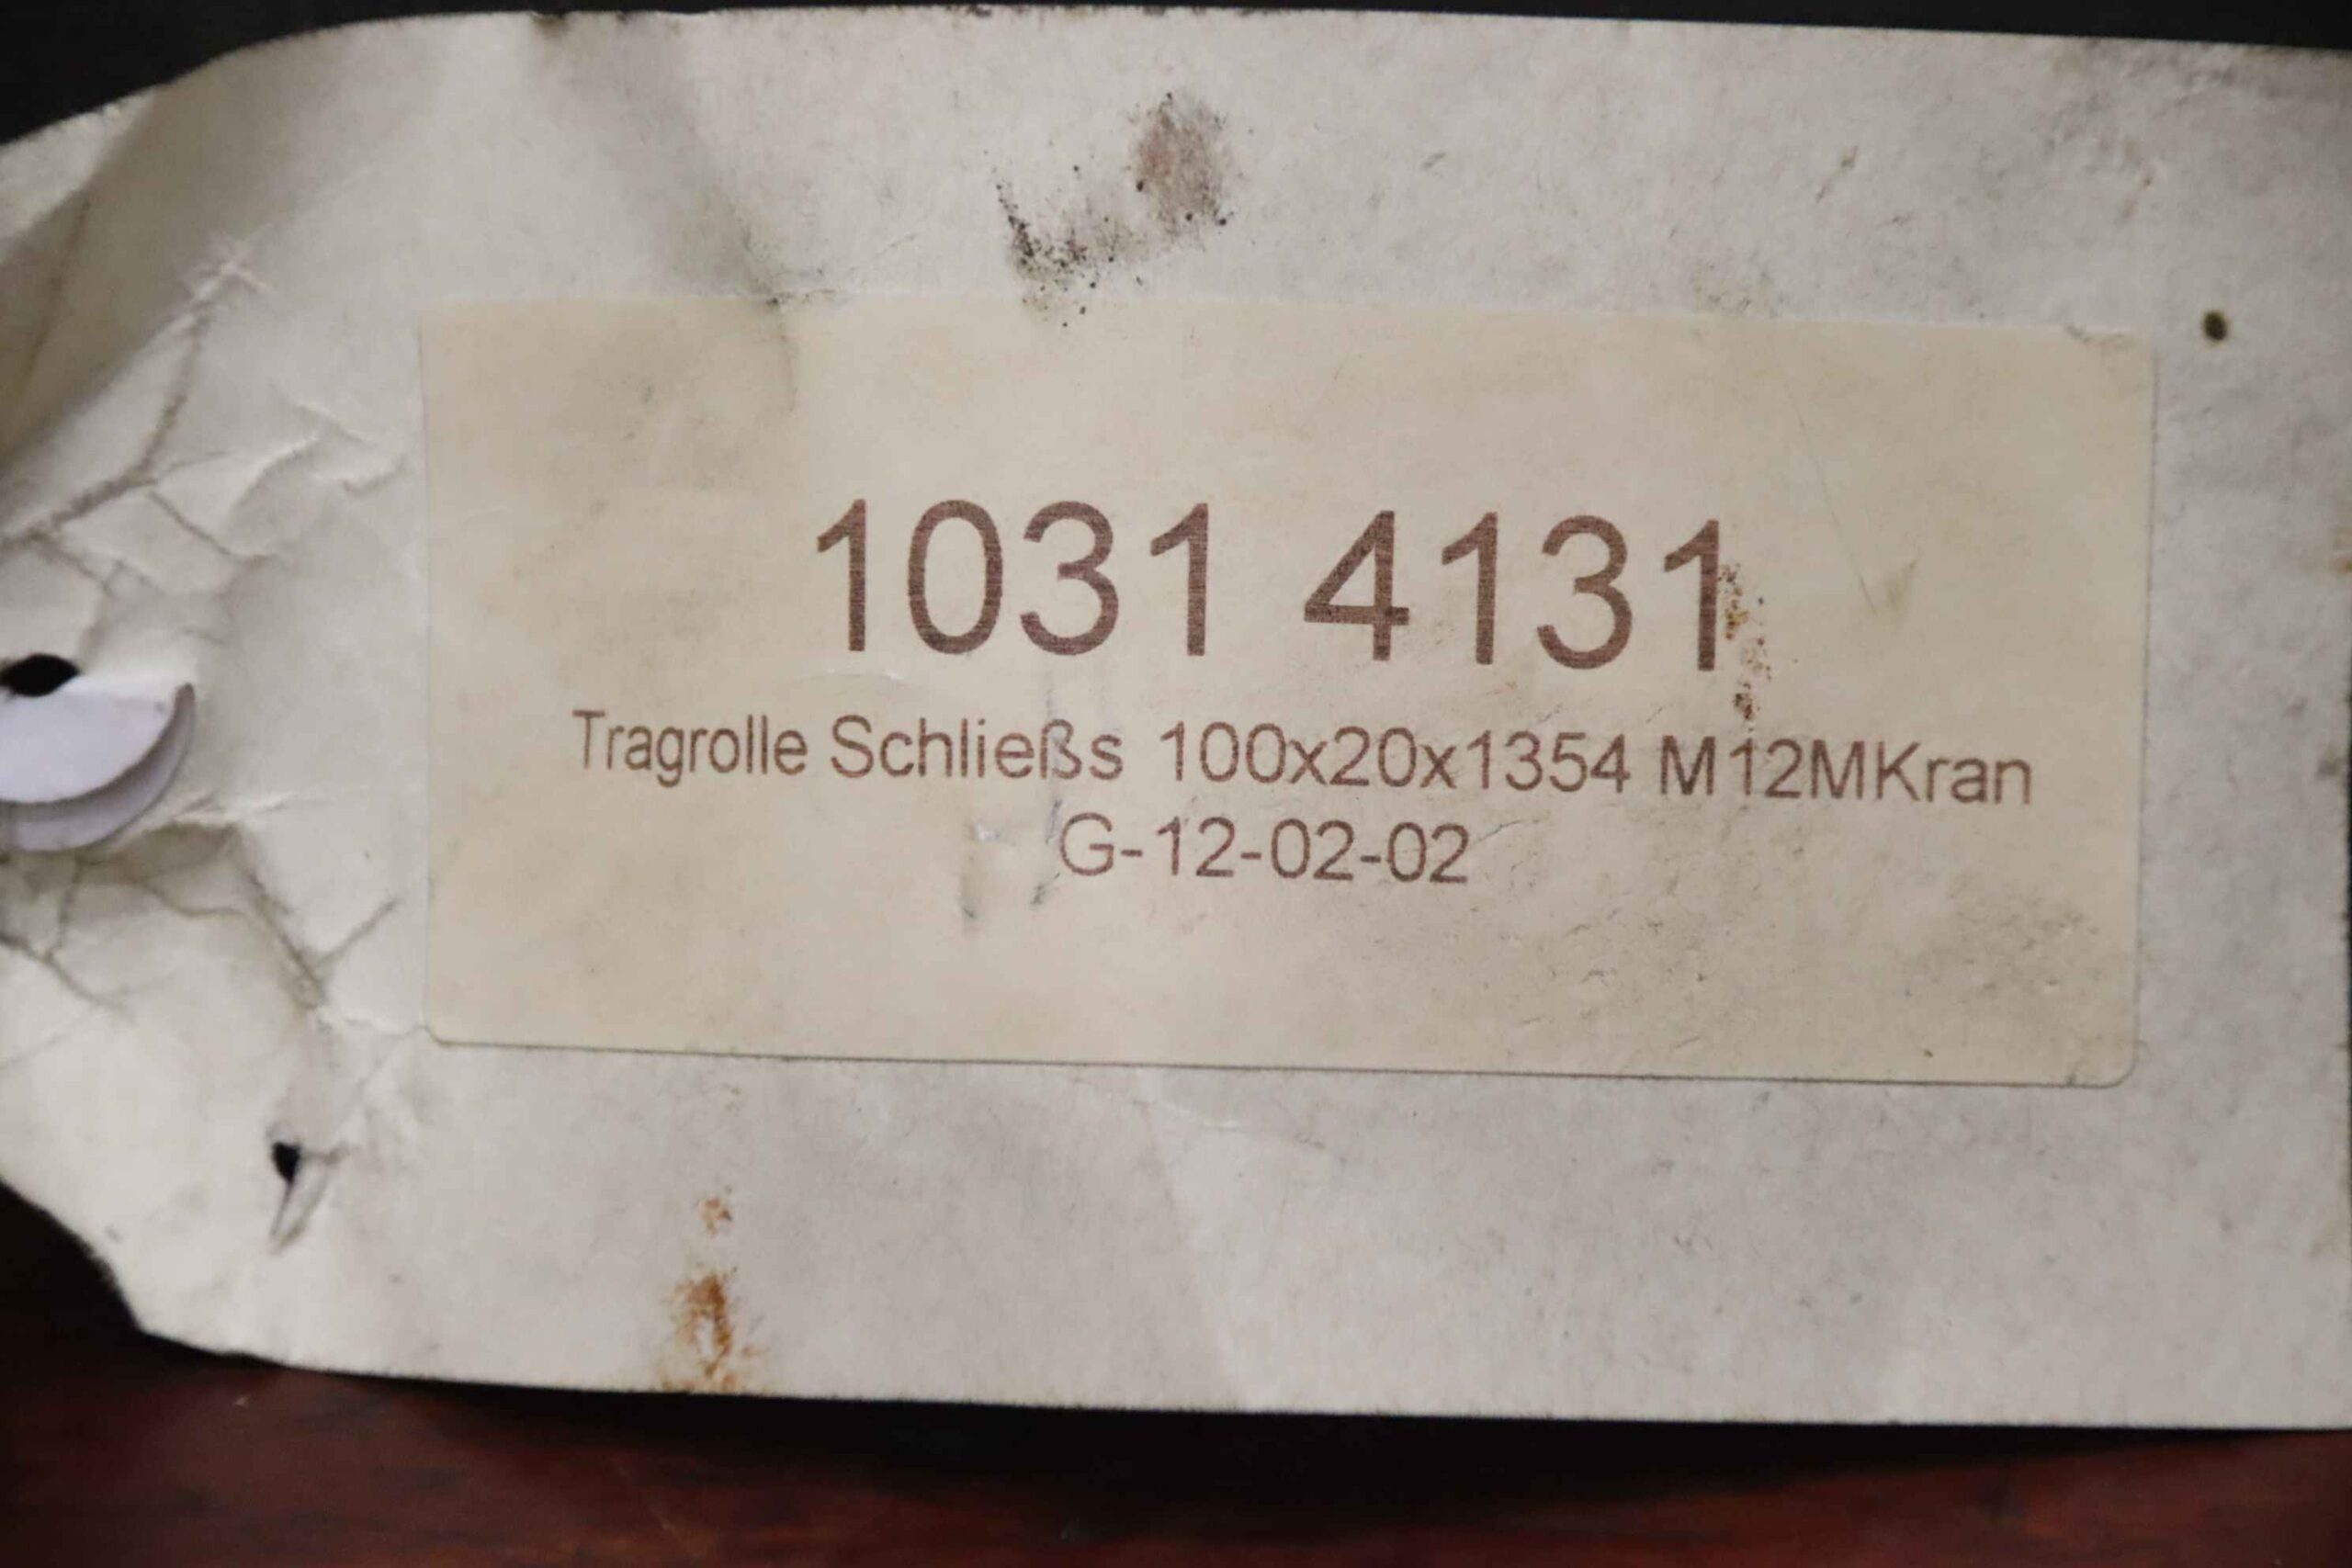 1031 4131
Tragrolle Schließs 100x20x1354 M12MKran
G-12-02-02